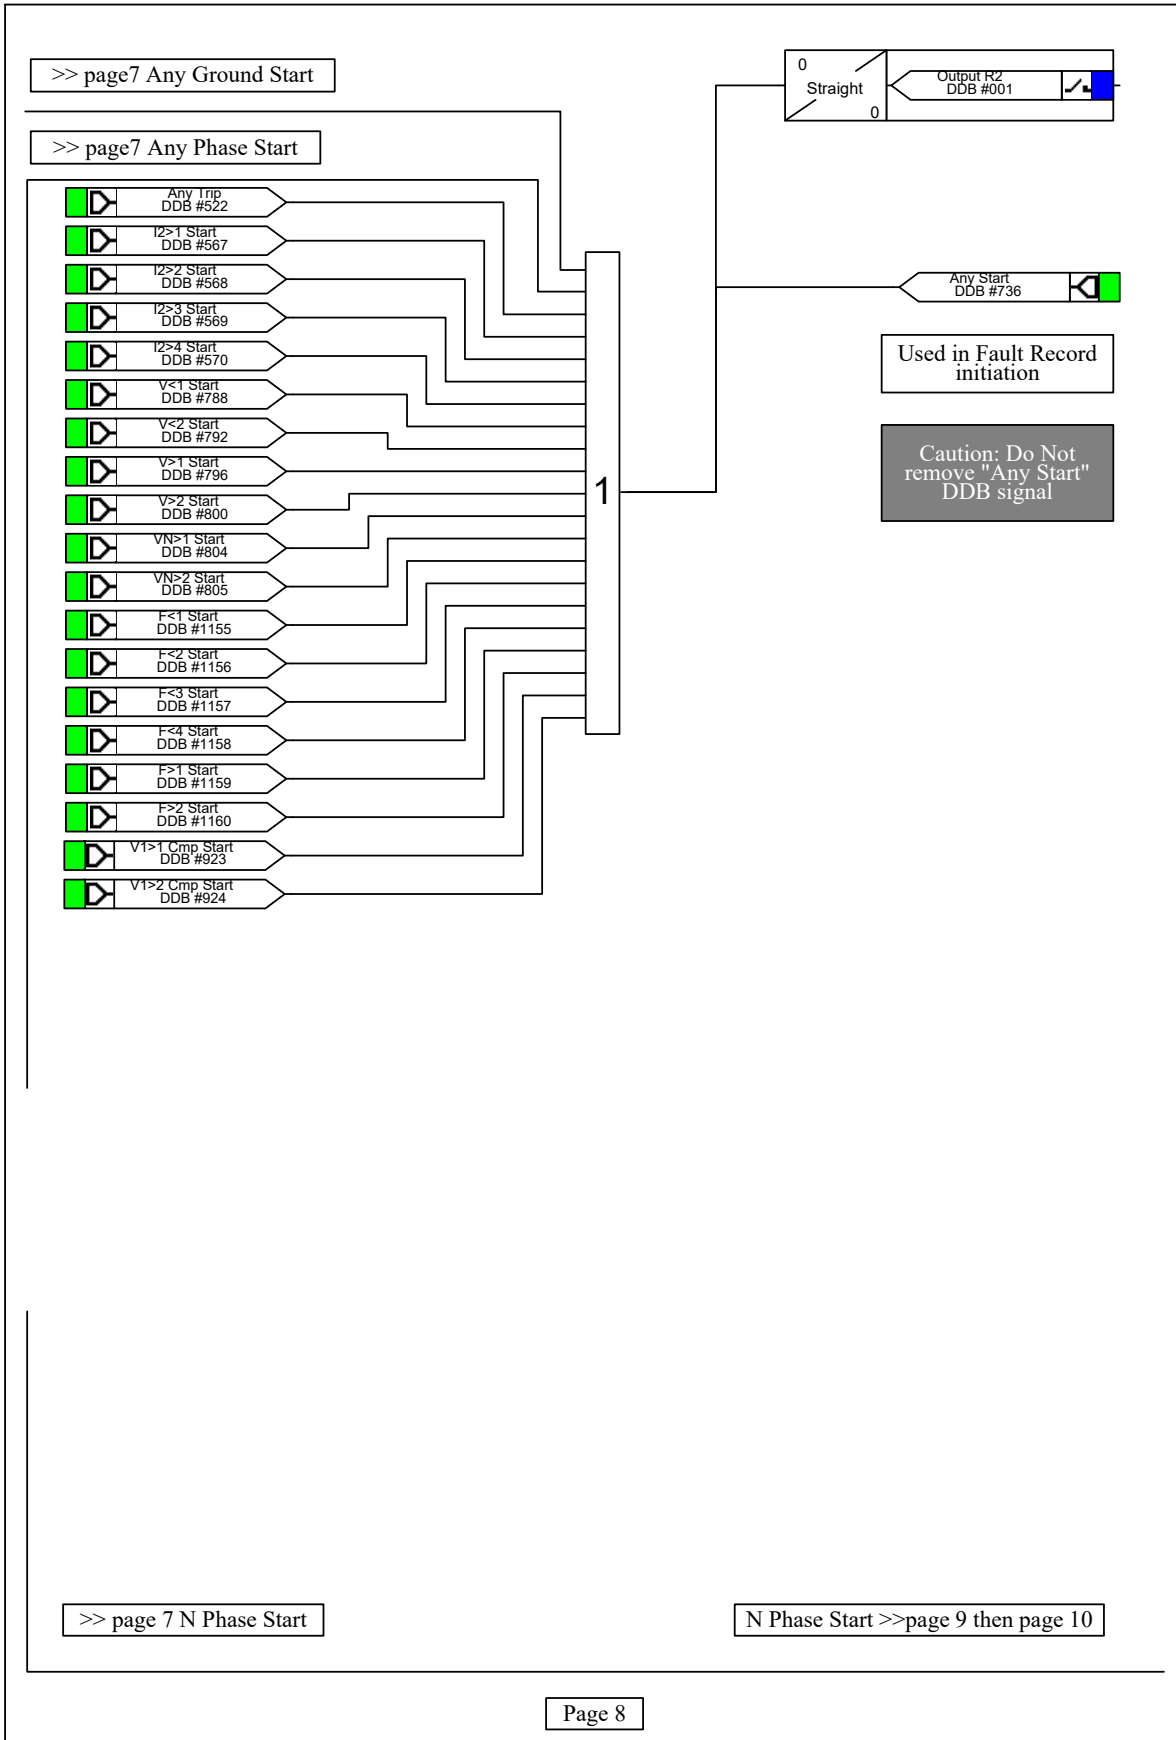 >> page7 Any Ground Start
>> page7 Any Phase Start
Any Trip
DDB #522
I2>1 Start
DDB #567
I2>2 Start
DDB #568
I2>3 Start
DDB #569
I2>4 Start
DDB #570
V<1 Start
DDB #788
V<2 Start
DDB #792
V>1 Start
DDB #796
V>2 Start
DDB #800
VN>1 Start
DDB #804
VN>2 Start
DDB #805
F<1 Start
DDB #1155
F<2 Start
DDB #1156
F<3 Start
DDB #1157
F<4 Start
DDB #1158
F>1 Start
DDB #1159
F>2 Start
DDB #1160
V1>1 Cmp Start
DDB #923
V1>2 Cmp Start
DDB #924
1
0
Straight
0
Output R2
DDB #001
Any Start
DDB #736
Used in Fault Record
initiation
Caution: Do Not
remove "Any Start"
DDB signal
>> page 7 N Phase Start
N Phase Start >>page 9 then page 10
Page 8